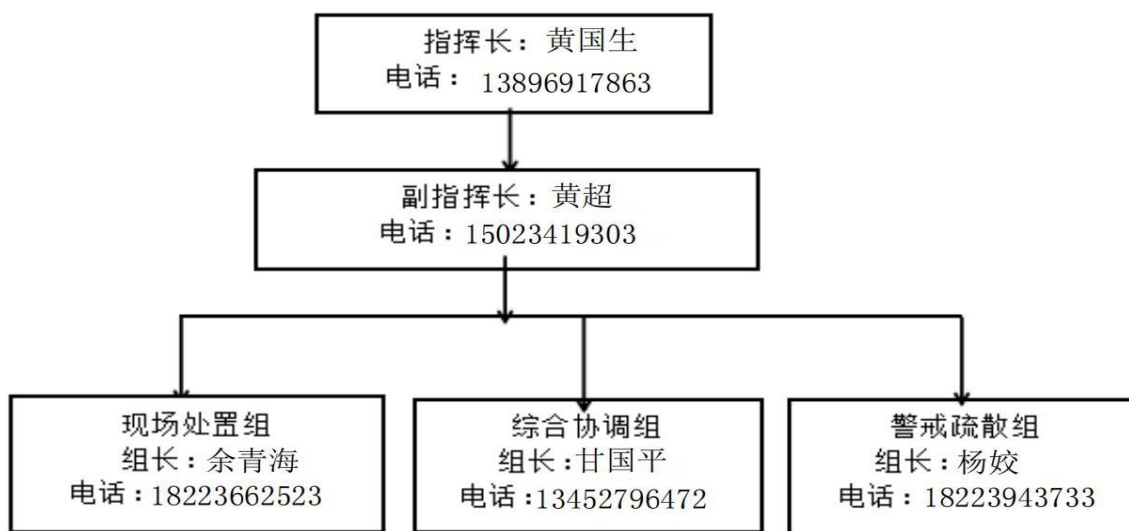 指挥长：黄国生
电话：13896917863
副指挥长：黄超
电话：15023419303
现场处置组
组长：余青海
电话：18223662523
综合协调组
组长：甘国平
电话：13452796472
警戒疏散组
组长：杨姣
电话：18223943733